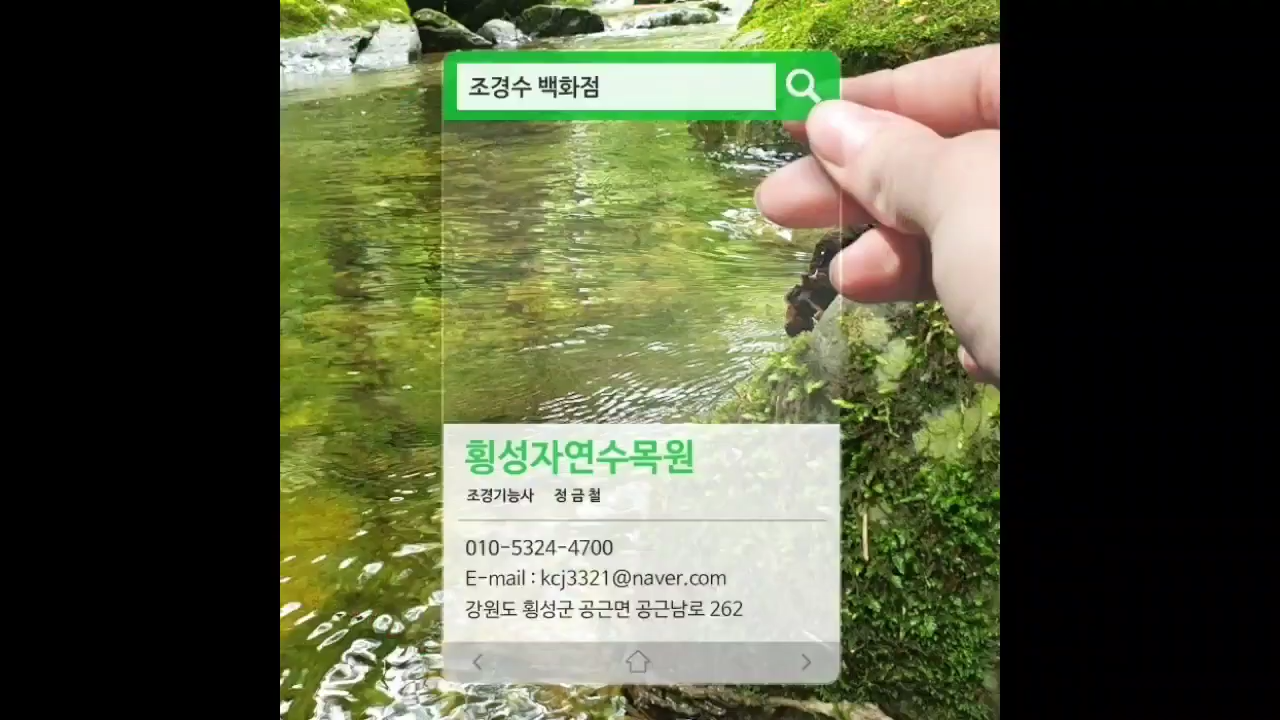 조경수 백화점
횡성자연수목원
조경기능사 정금철
010-5324-4700
E-mail : kcj3321@naver.com
강원도 횡성군 공근면 공근남로 262